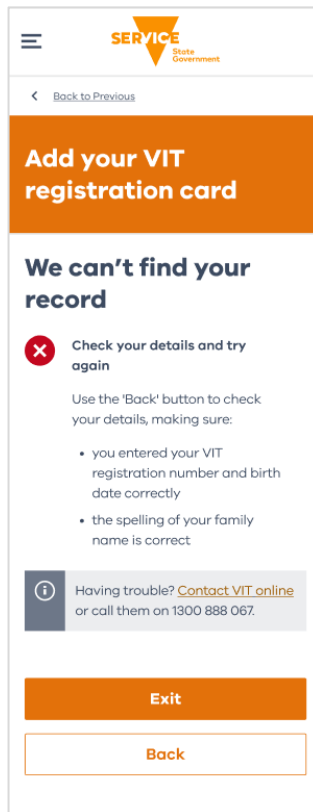 SERVICE
State
Government
Back to Previous
Add your VIT
registration card
We can't find your
record
Check your details and try
again
Use the 'Back' button to check
your details, making sure:
• you entered your VIT
registration number and birth
date correctly
• the spelling of your family
name is correct
Having trouble? Contact VIT online
or call them on 1300 888 067.
Exit
Back